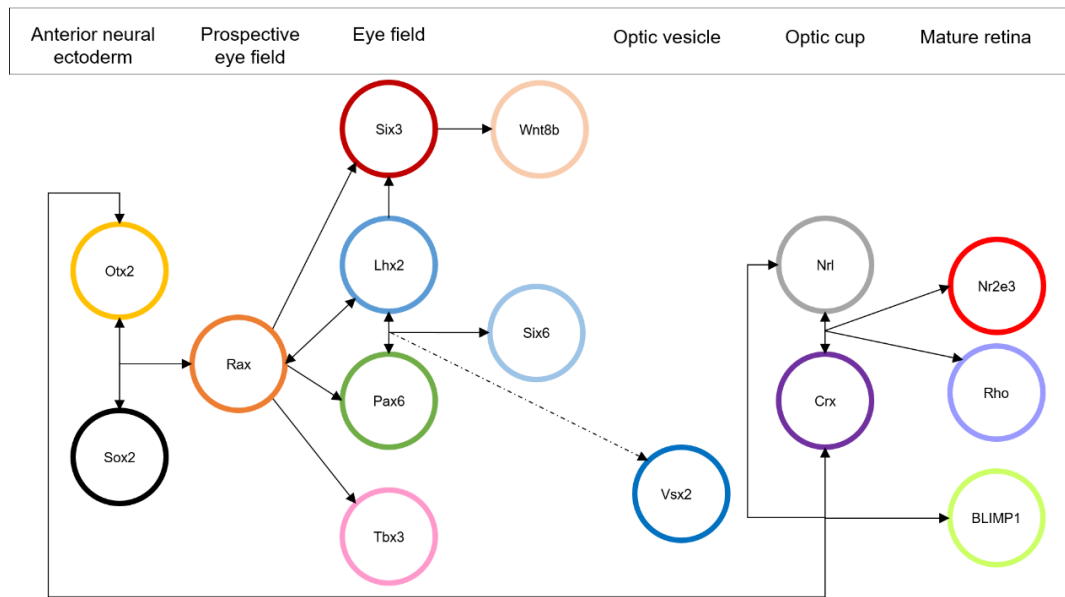 Anterior neural
ectoderm
Prospective
eye field
Eye field
Optic vesicle
Optic cup
Mature retina
Six3
Wnt8b
Otx2
Lhx2
Nrl
Nr2e3
Six6
Rax
Pax6
Crx
Rho
Sox2
Vsx2
BLIMP1
Tbx3